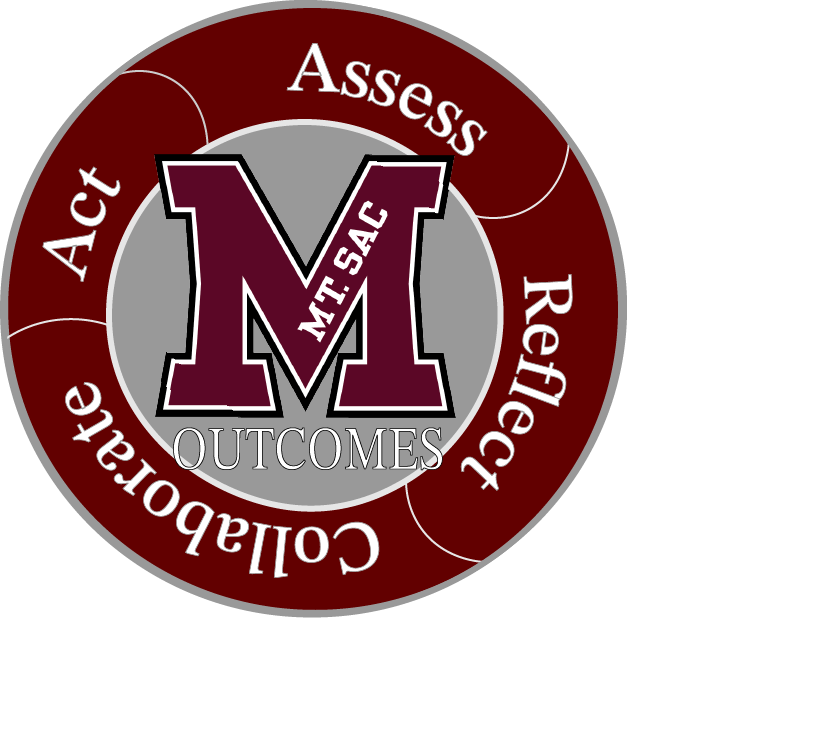 Assess
Reflect
Collaborate
Act
M
MT. SAC
OUTCOMES